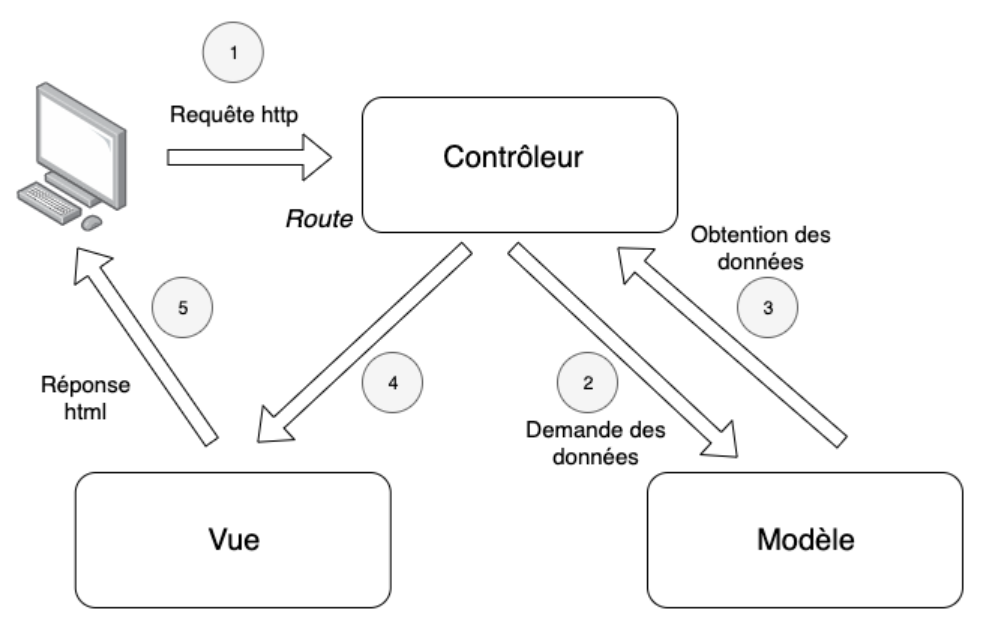 1
Requête http
Contrôleur
Route
Obtention des
données
3
5
4
2
Réponse
html
Demande des
données
Vue
Modèle